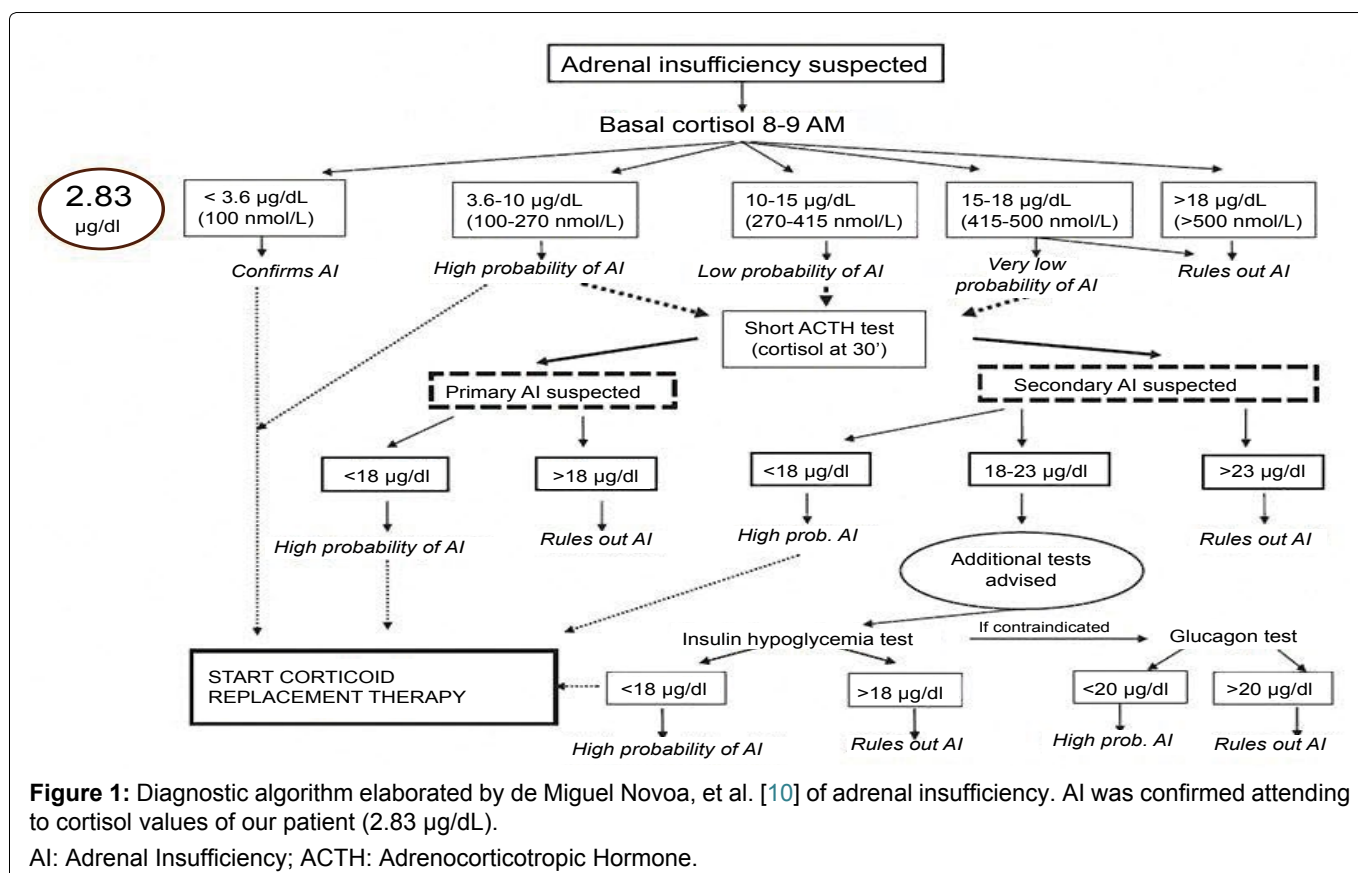 Adrenal insufficiency suspected
Basal cortisol 8-9 AM
2.83
µg/dl
< 3.6 µg/dL
(100 nmol/L)
3.6-10 µg/dL
(100-270 nmol/L)
10-15 µg/dL
(270-415 nmol/L)
15-18 µg/dL
(415-500 nmol/L)
>18 µg/dL
(>500 nmol/L)
Confirms AI
High probability of AI
Low probability of AI
Very low
probability of AI
Rules out AI
Short ACTH test
(cortisol at 30’)
Primary AI suspected
Secondary AI suspected
<18 µg/dl
>18 µg/dl
<18 µg/dl
18-23 µg/dl
>23 µg/dl
High probability of AI
Rules out AI
High prob. AI
Rules out AI
Additional tests
advised
Insulin hypoglycemia test
If contraindicated
Glucagon test
START CORTICOID
REPLACEMENT THERAPY
<18 µg/dl
>18 µg/dl
<20 µg/dl
>20 µg/dl
High probability of AI
Rules out AI
High prob. AI
Rules out AI
Figure 1: Diagnostic algorithm elaborated by de Miguel Novoa, et al. [10] of adrenal insufficiency. AI was confirmed attending
to cortisol values of our patient (2.83 µg/dL).
AI: Adrenal Insufficiency; ACTH: Adrenocorticotropic Hormone.